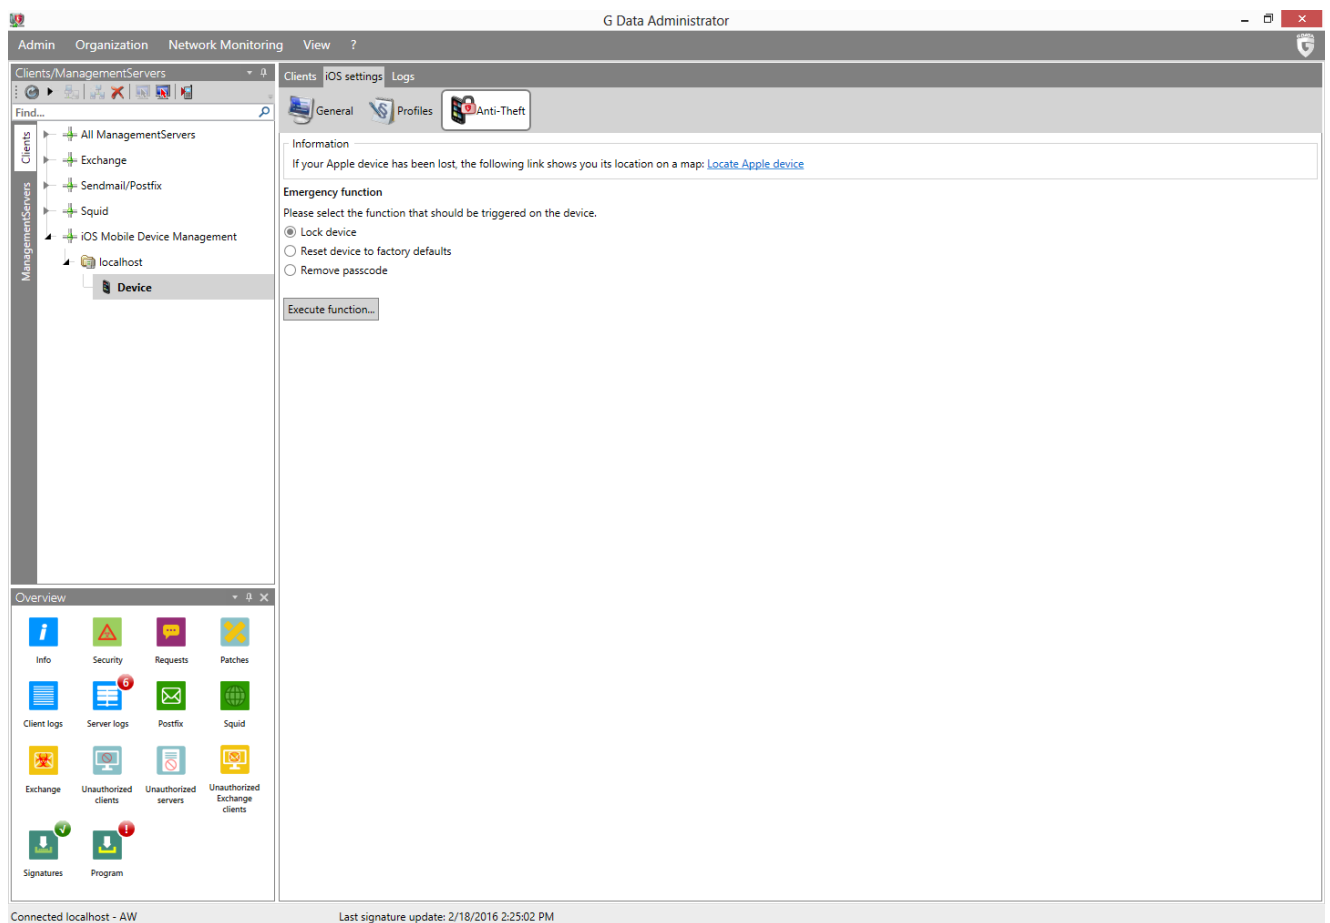 G Data Administrator
Admin Organization Network Monitoring View ?
Clients/ManagementServers
Find...
Clients
ManagementServers
All ManagementServers
Exchange
Sendmail/Postfix
Squid
iOS Mobile Device Management
localhost
Device
Clients iOS settings Logs
General Profiles Anti-Theft
Information
If your Apple device has been lost, the following link shows you its location on a map: Locate Apple device
Emergency function
Please select the function that should be triggered on the device.
Lock device
Reset device to factory defaults
Remove passcode
Execute function...
Overview
Info Security Requests Patches
6
Client logs Server logs Postfix Squid
Exchange Unauthorized clients Unauthorized servers Unauthorized Exchange clients
Signatures Program
Connected localhost - AW Last signature update: 2/18/2016 2:25:02 PM